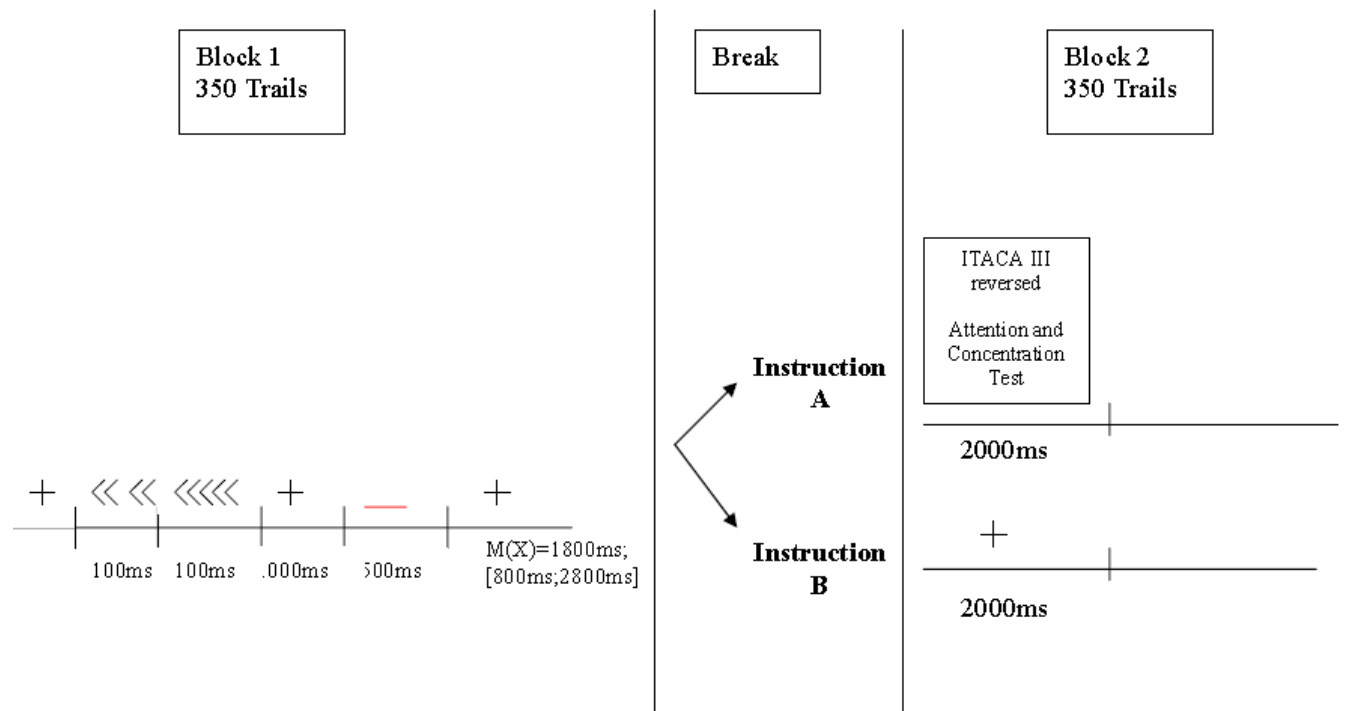 Block 1
350 Trails
Break
Block 2
350 Trails
ITACA III
reversed
Attention and
Concentration
Test
Instruction
A
2000ms
+ << << <<<<< + +
100ms 100ms .000ms 500ms
M(X)=1800ms;
[800ms;2800ms]
Instruction
B
+
2000ms